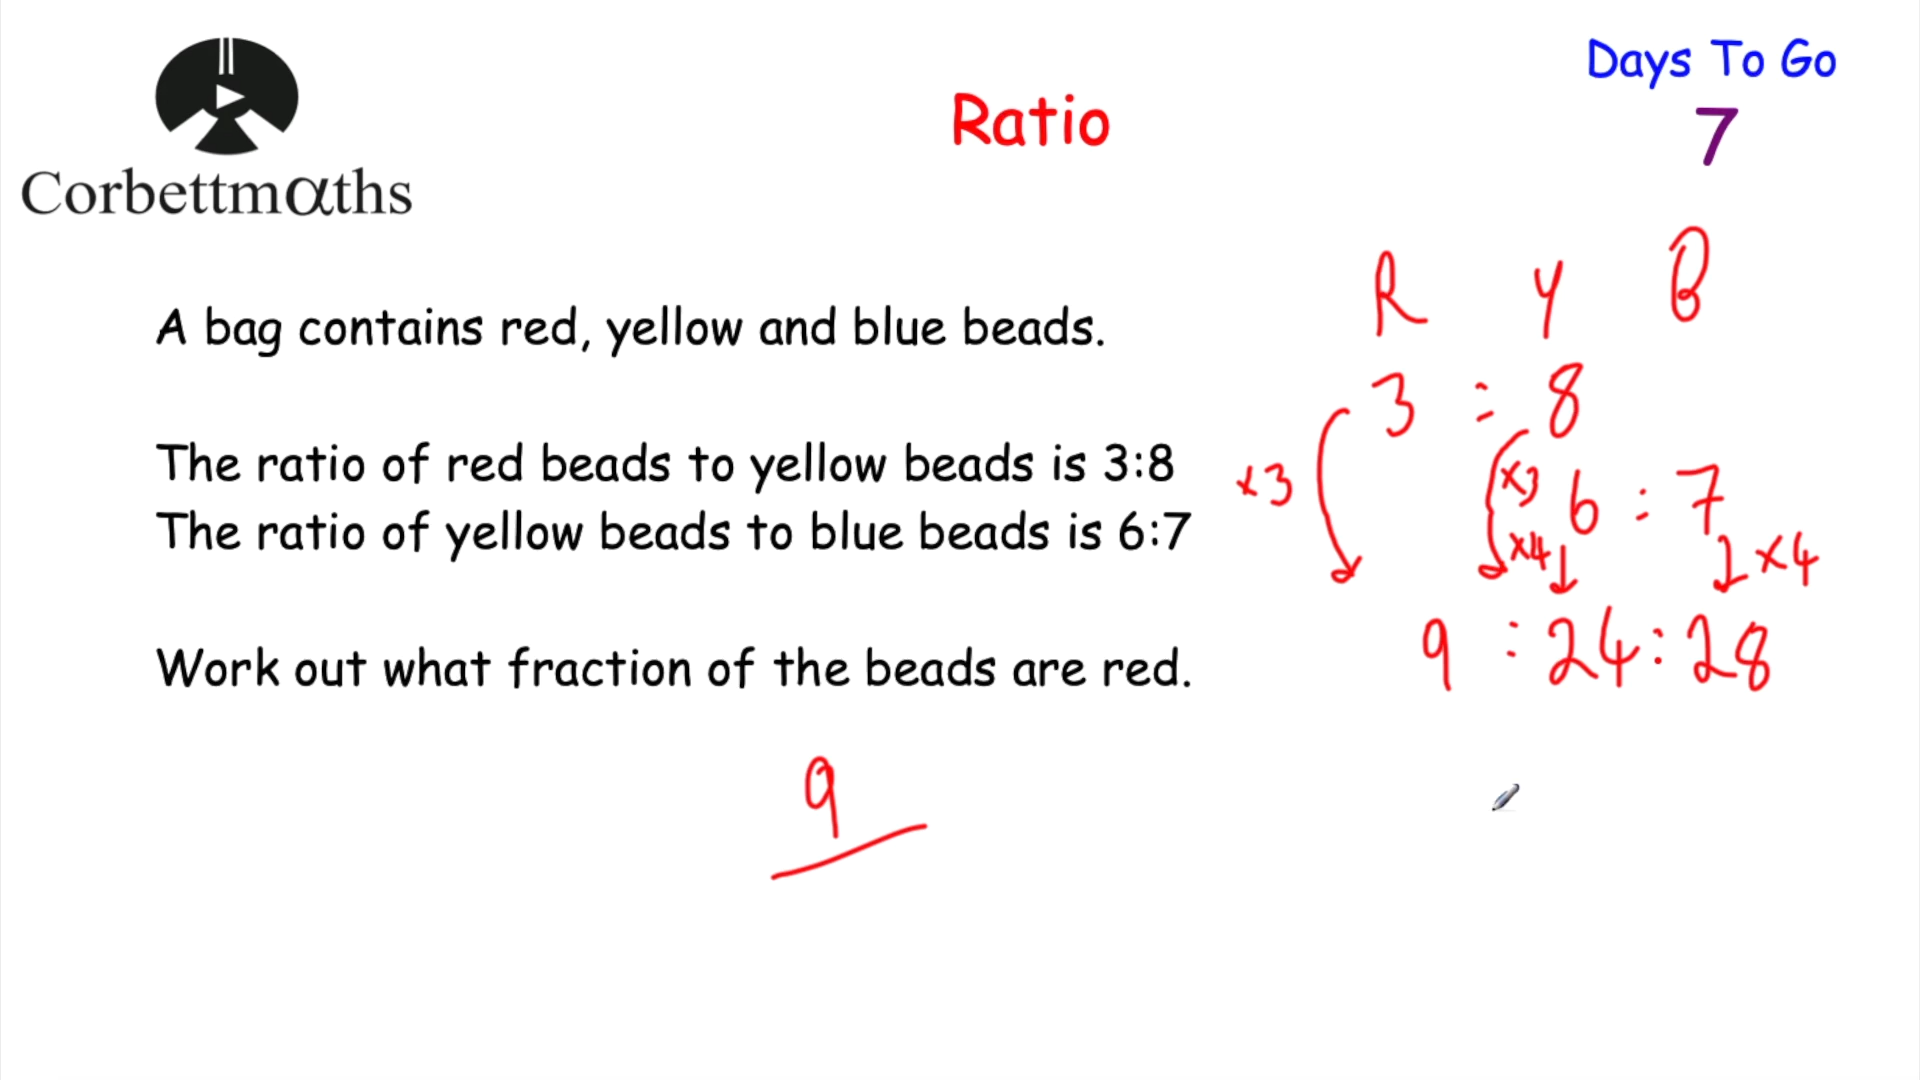 Corbettmαths
Ratio
Days To Go
7
A bag contains red, yellow and blue beads.
The ratio of red beads to yellow beads is 3:8
The ratio of yellow beads to blue beads is 6:7
Work out what fraction of the beads are red.
R Y B
3 : 8
×3 ×3 6 : 7
×4 ×4
9 : 24 : 28
9